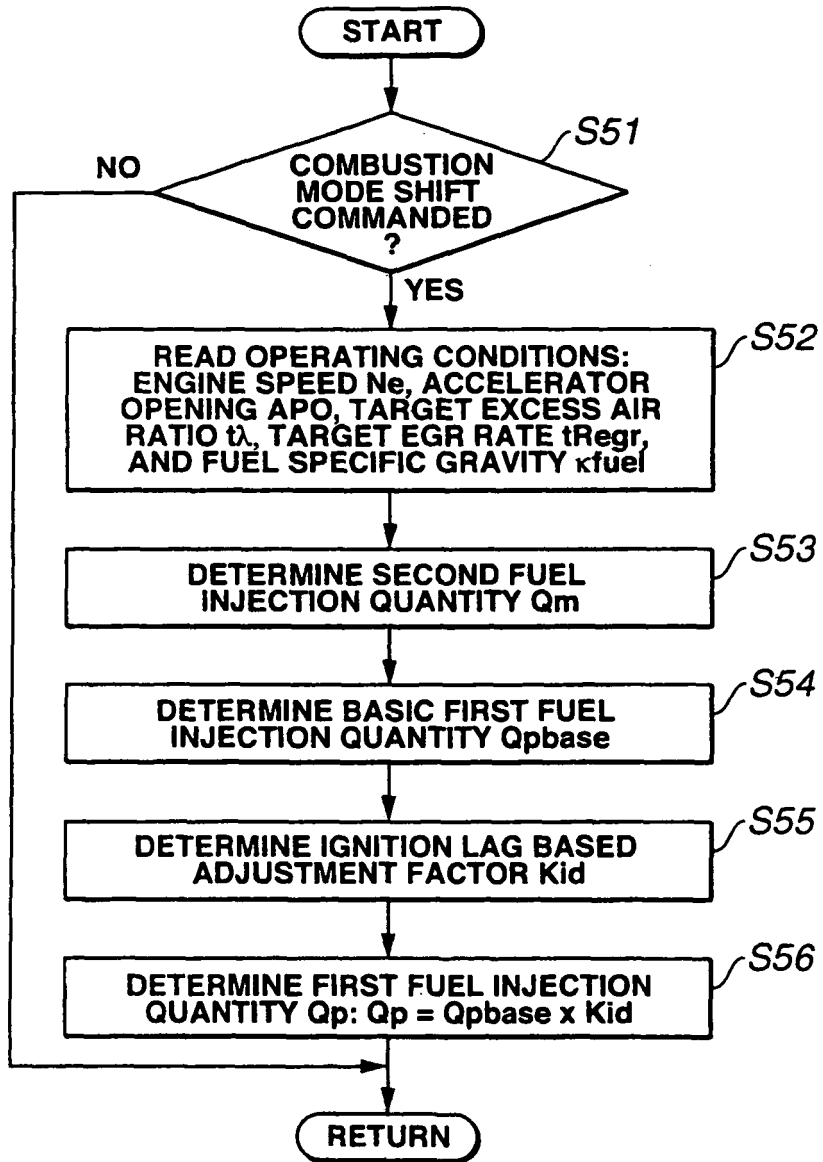 START
S51
NO
COMBUSTION
MODE SHIFT
COMMANDED
?
YES
S52
READ OPERATING CONDITIONS:
ENGINE SPEED Ne, ACCELERATOR
OPENING APO, TARGET EXCESS AIR
RATIO tλ, TARGET EGR RATE tRegr,
AND FUEL SPECIFIC GRAVITY κfuel
S53
DETERMINE SECOND FUEL
INJECTION QUANTITY Qm
S54
DETERMINE BASIC FIRST FUEL
INJECTION QUANTITY Qpbase
S55
DETERMINE IGNITION LAG BASED
ADJUSTMENT FACTOR Kid
S56
DETERMINE FIRST FUEL INJECTION
QUANTITY Qp: Qp = Qpbase x Kid
RETURN